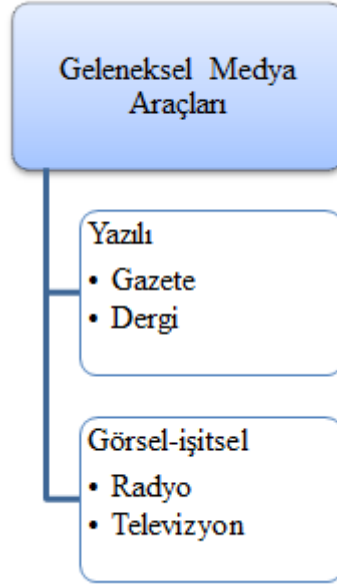 Geleneksel Medya
Araçları
Yazılı
• Gazete
• Dergi
Görsel-işitsel
• Radyo
• Televizyon